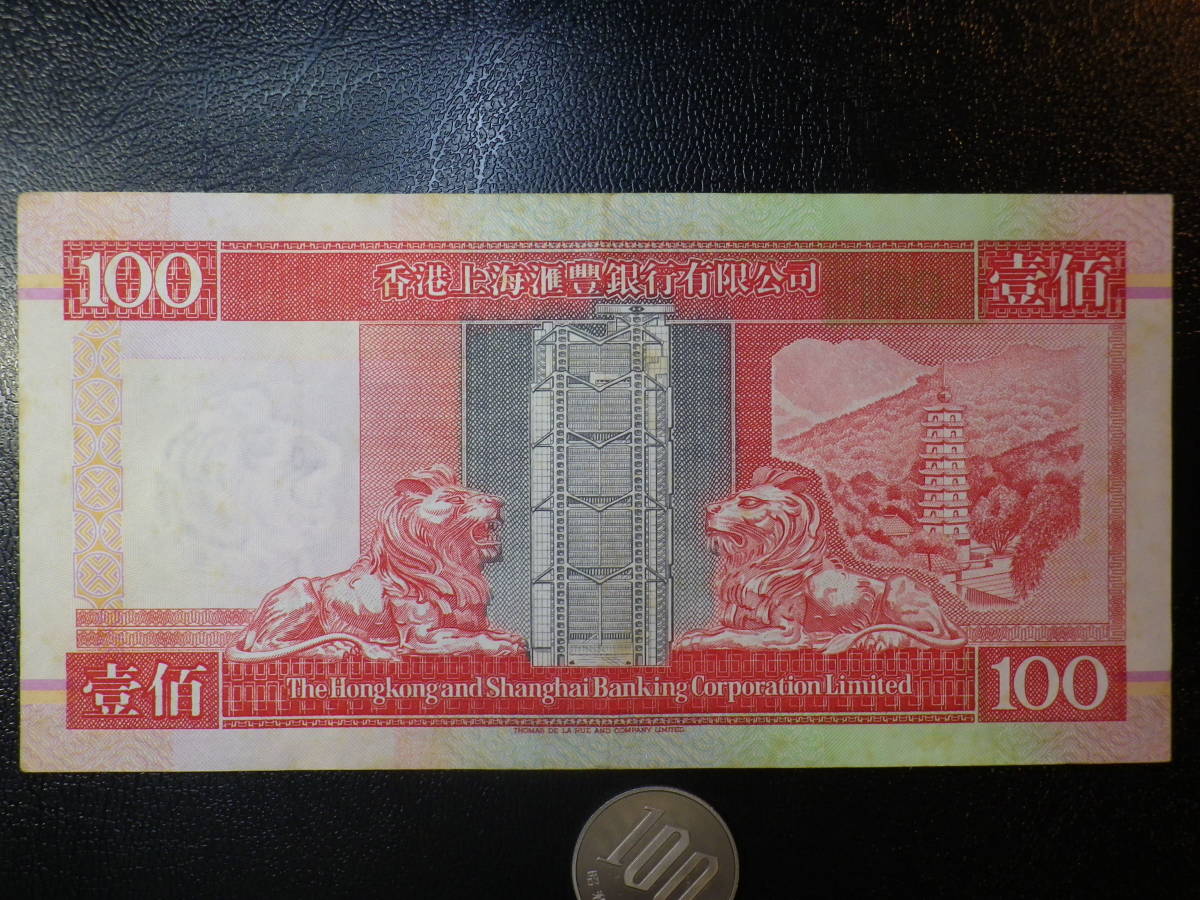 100 香港上海滙豐銀行有限公司 壹佰
壹佰 The Hongkong and Shanghai Banking Corporation Limited 100
THOMAS DE LA RUE AND COMPANY LIMITED.
100